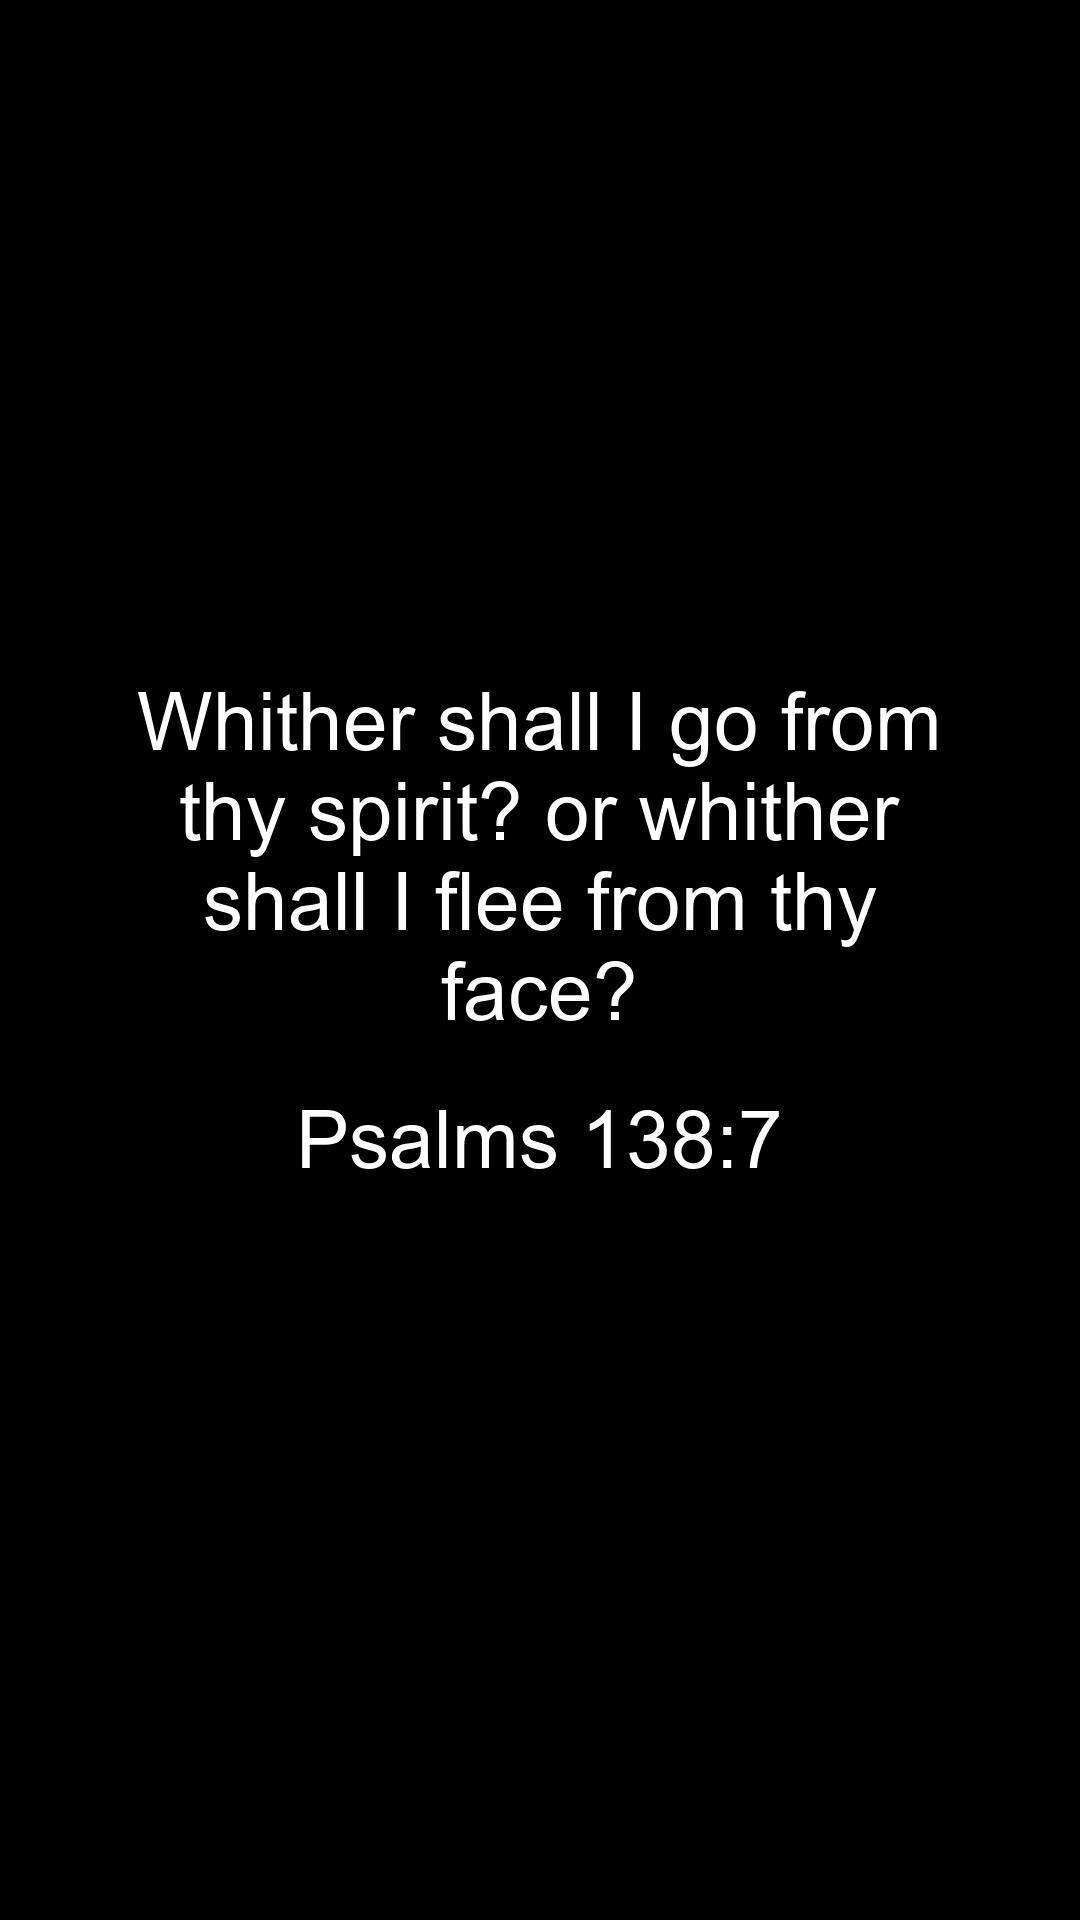 Whither shall I go from
thy spirit? or whither
shall I flee from thy
face?
Psalms 138:7